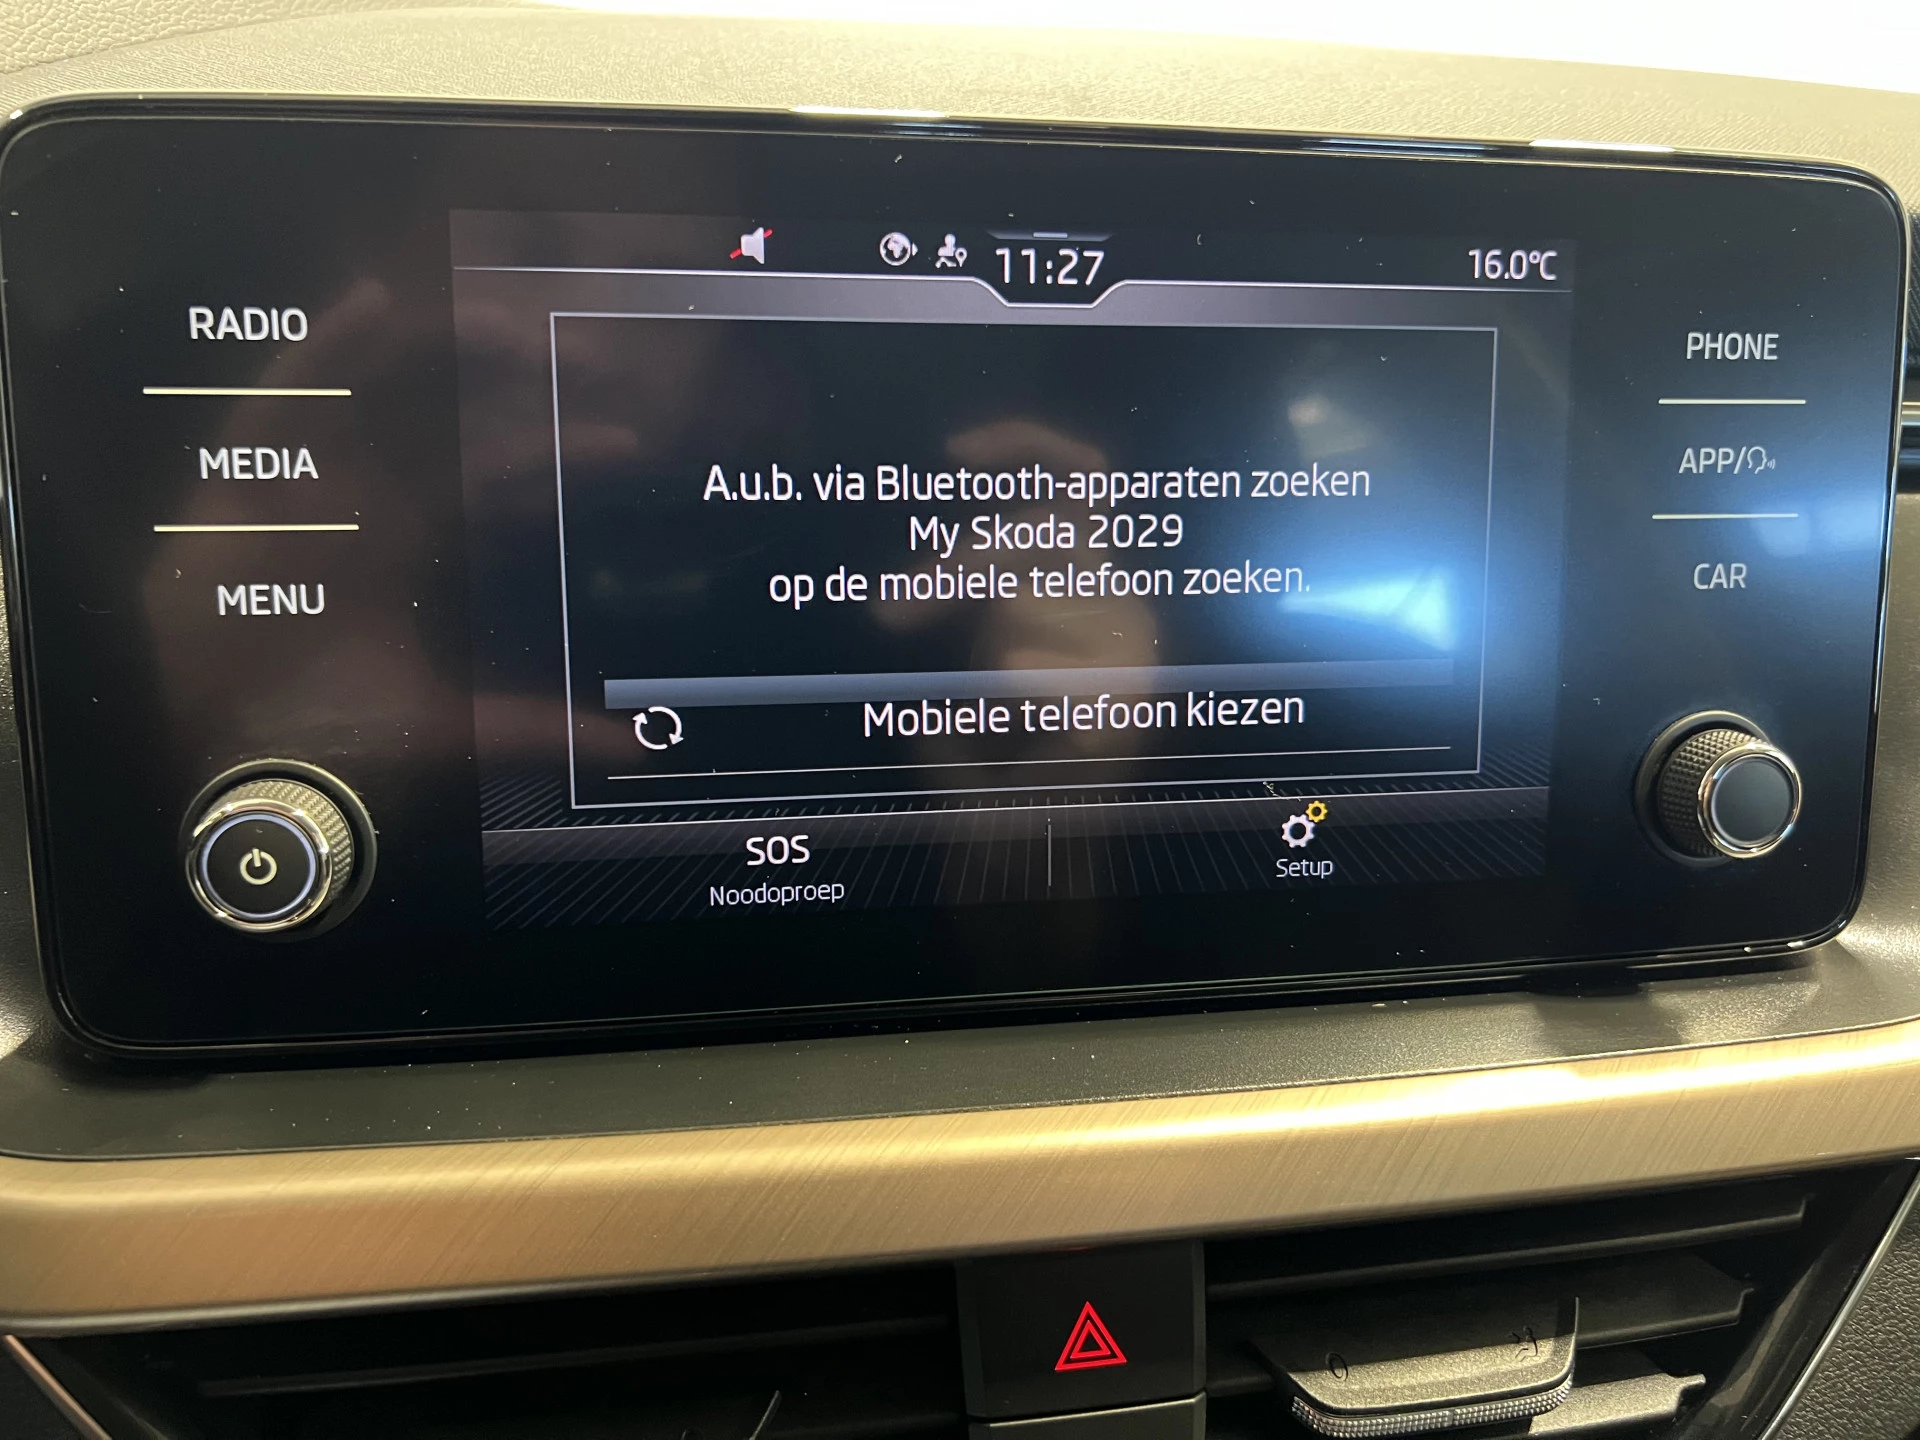 11:27
16.0°C
RADIO
MEDIA
MENU
A.u.b. via Bluetooth-apparaten zoeken
My Skoda 2029
op de mobiele telefoon zoeken.
Mobiele telefoon kiezen
SOS
Noodoproep
Setup
PHONE
APP/
CAR
0